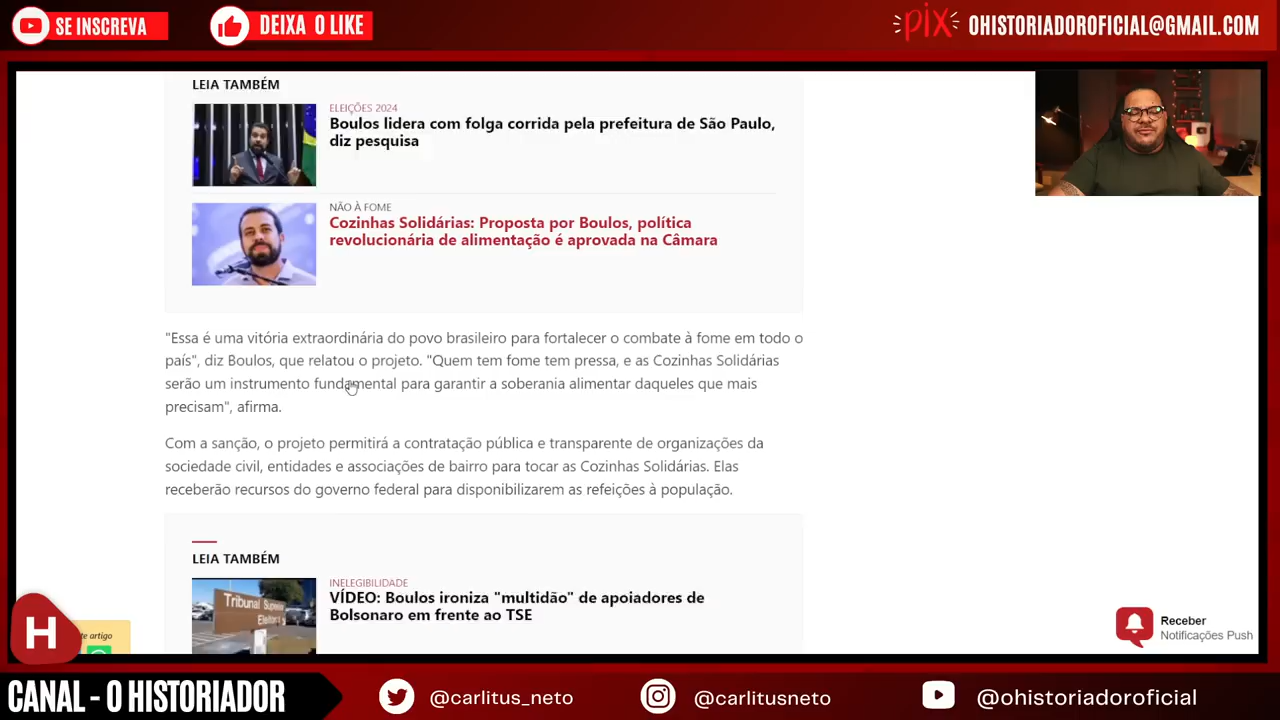 SE INSCREVA
DEIXA O LIKE
PIX
OHISTORIADOROFICIAL@GMAIL.COM
LEIA TAMBÉM
ELEIÇÕES 2024
Boulos lidera com folga corrida pela prefeitura de São Paulo,
diz pesquisa
NÃO À FOME
Cozinhas Solidárias: Proposta por Boulos, política
revolucionária de alimentação é aprovada na Câmara
"Essa é uma vitória extraordinária do povo brasileiro para fortalecer o combate à fome em todo o
país", diz Boulos, que relatou o projeto. "Quem tem fome tem pressa, e as Cozinhas Solidárias
serão um instrumento fundamental para garantir a soberania alimentar daqueles que mais
precisam", afirma.
Com a sanção, o projeto permitirá a contratação pública e transparente de organizações da
sociedade civil, entidades e associações de bairro para tocar as Cozinhas Solidárias. Elas
receberão recursos do governo federal para disponibilizarem as refeições à população.
LEIA TAMBÉM
Tribunal Superior
Eleitoral
INELEGIBILIDADE
VÍDEO: Boulos ironiza "multidão" de apoiadores de
Bolsonaro em frente ao TSE
H
artigo
Receber
Notificações Push
CANAL - O HISTORIADOR
@carlitus_neto
@carlitusneto
@ohistoriadoroficial